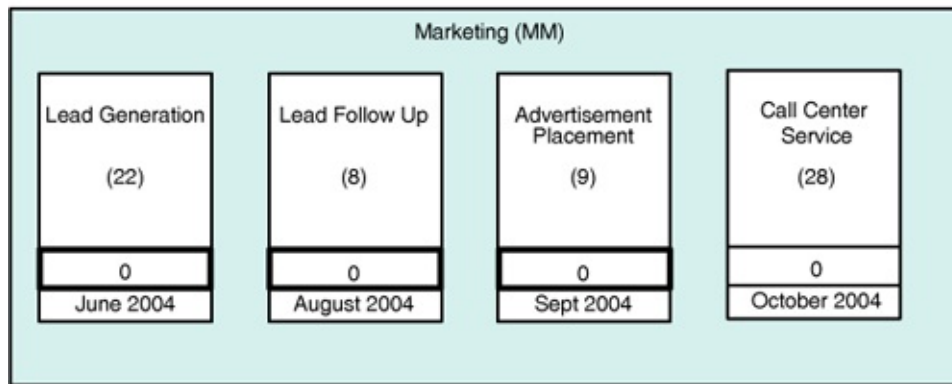 Marketing (MM)
Lead Generation
(22)
0
June 2004
Lead Follow Up
(8)
0
August 2004
Advertisement
Placement
(9)
0
Sept 2004
Call Center
Service
(28)
0
October 2004